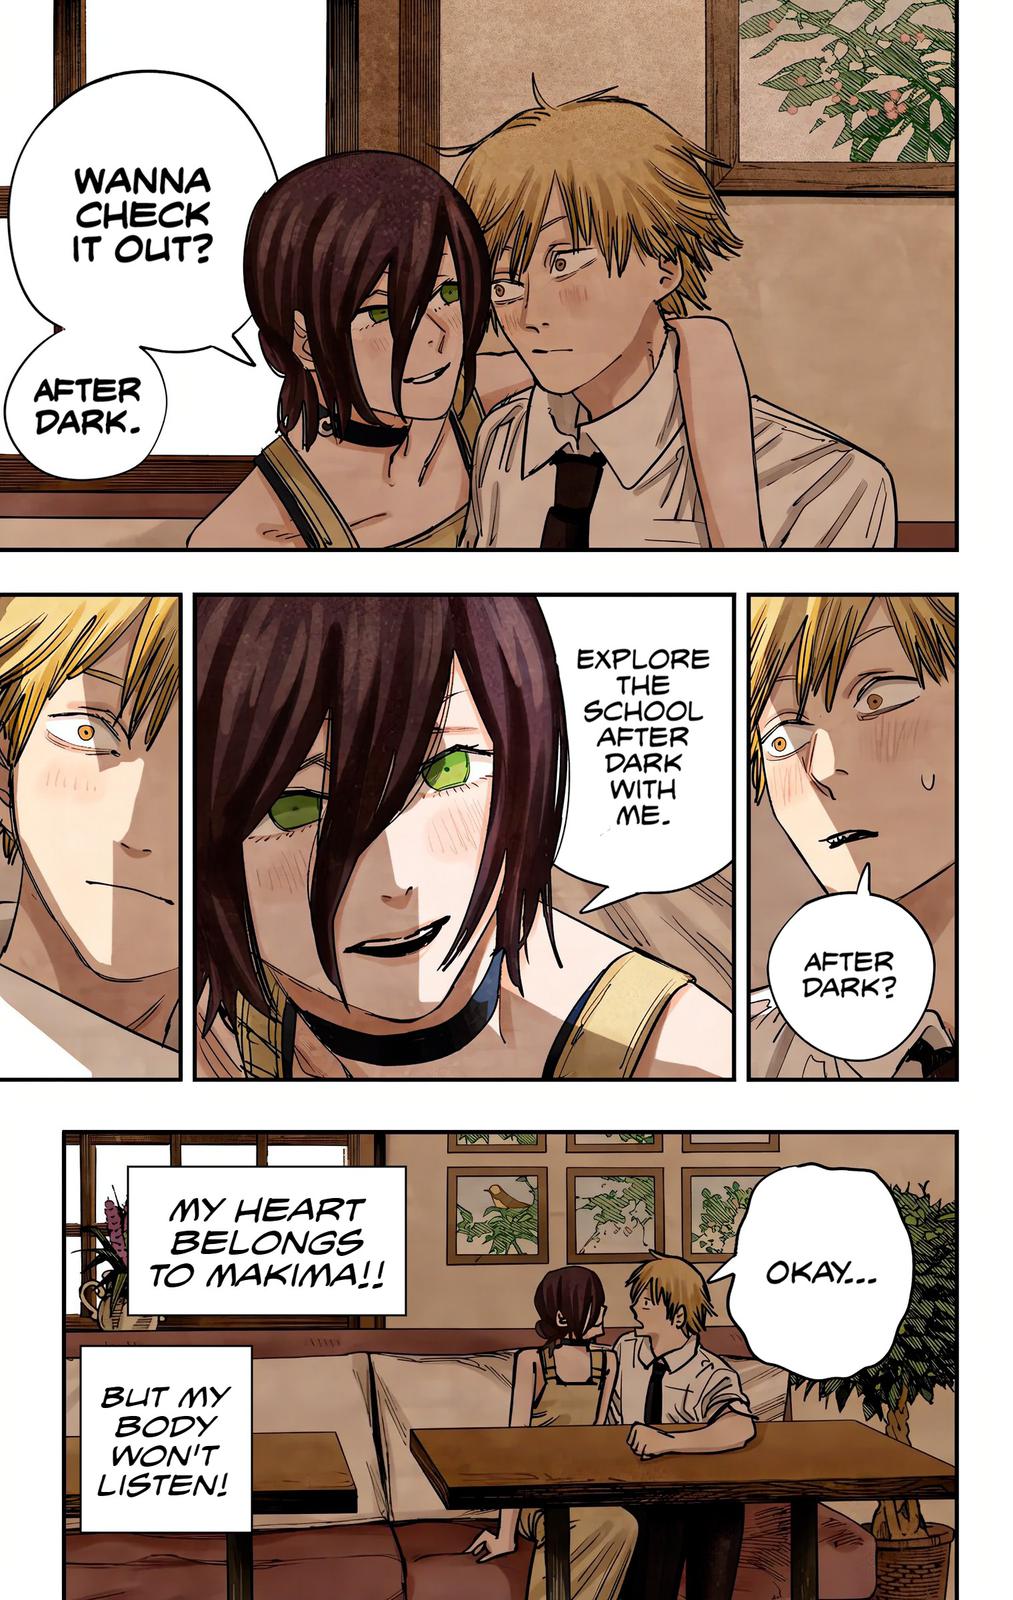 WANNA
CHECK
IT OUT?
AFTER
DARK.
AFTER
DARK?
EXPLORE
THE
SCHOOL
AFTER
DARK
WITH
ME.
OKAY...
MY HEART
BELONGS
TO MAKIMA!!
BUT MY
BODY
WON'T
LISTEN!